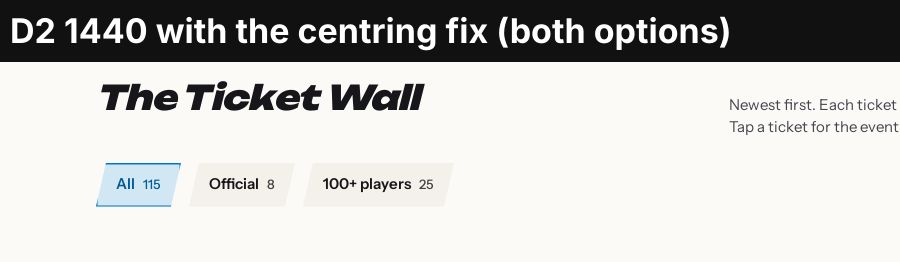 D2 1440 with the centring fix (both options)
The Ticket Wall
Newest first. Each ticket
Tap a ticket for the event
All 115 Official 8 100+ players 25